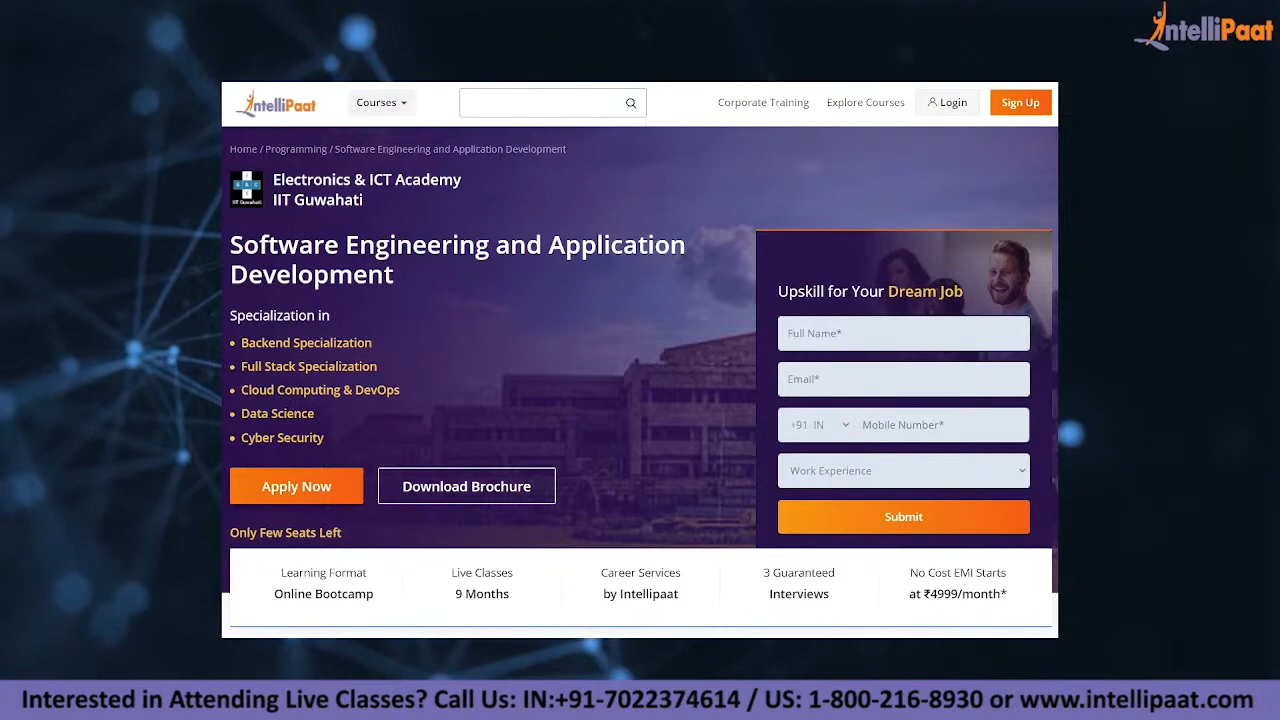 IntelliPaat
IntelliPaat
Courses
Corporate Training
Explore Courses
Login
Sign Up
Home / Programming / Software Engineering and Application Development
Electronics & ICT Academy
IIT Guwahati
E & IC
IIT Guwahati
Software Engineering and Application
Development
Specialization in
Backend Specialization
Full Stack Specialization
Cloud Computing & DevOps
Data Science
Cyber Security
Apply Now
Download Brochure
Only Few Seats Left
Upskill for Your Dream Job
Full Name*
Email*
+91 IN
Mobile Number*
Work Experience
Submit
Learning Format
Online Bootcamp
Live Classes
9 Months
Career Services
by Intellipaat
3 Guaranteed
Interviews
No Cost EMI Starts
at ₹4999/month*
Interested in Attending Live Classes? Call Us: IN:+91-7022374614 / US: 1-800-216-8930 or www.intellipaat.com